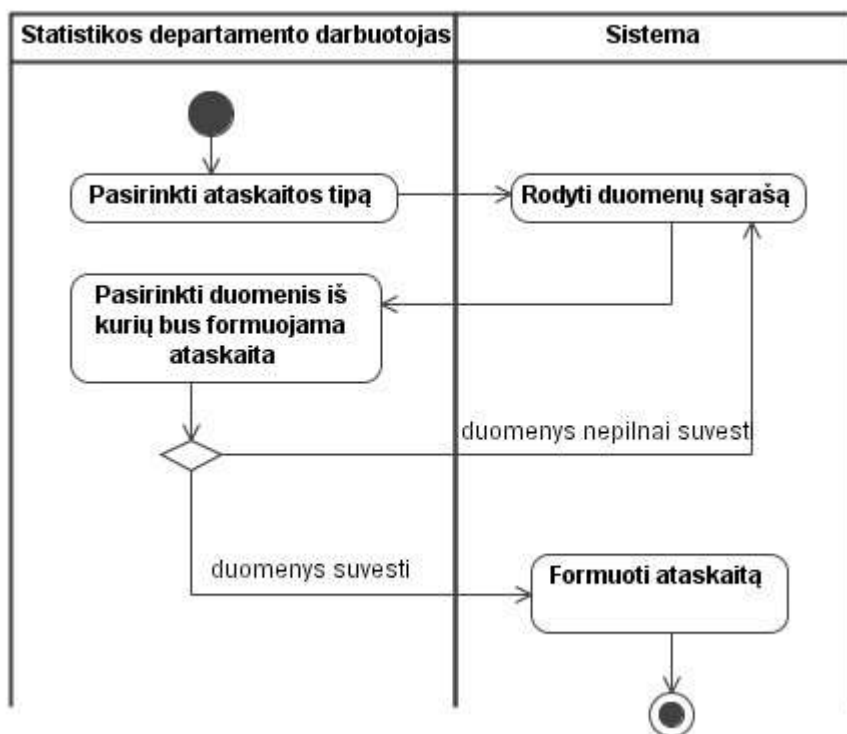 Statistikos departamento darbuotojas
Sistema
Pasirinkti ataskaitos tipą
Rodyti duomenų sąrašą
Pasirinkti duomenis iš
kurių bus formuojama
ataskaita
duomenys nepilnai suvest
duomenys suvesti
Formuoti ataskaitą